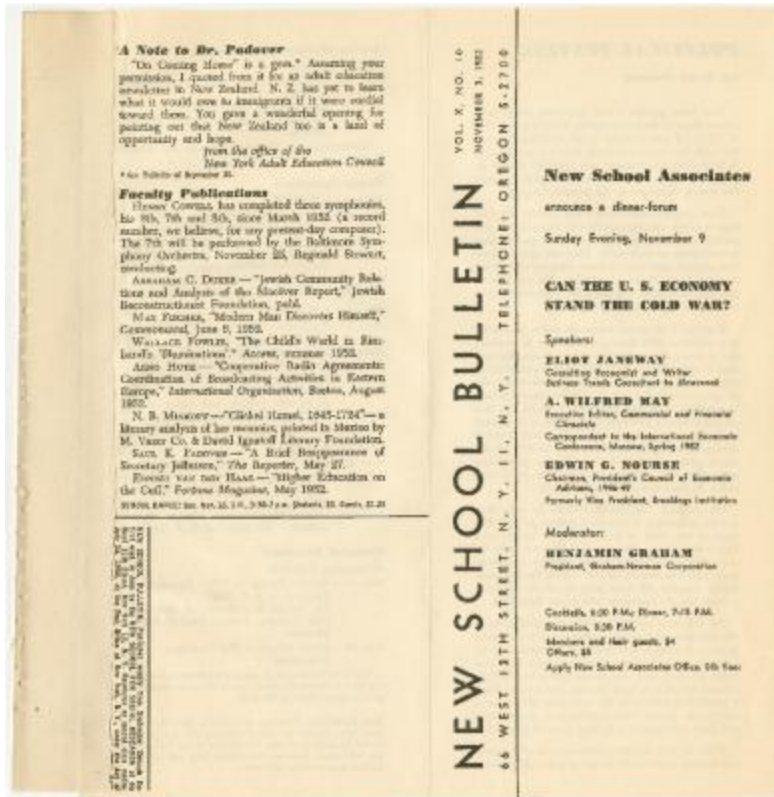 A Note to Dr. Padover
"On Coming Home" is a gem.* Assuming your
permission, I quoted from it for an adult education
newsletter in New Zealand. N. Z. has yet to learn
what it would owe to immigrants if it were cordial
toward them. You gave a wonderful opening for
pointing out that New Zealand too is a land of
opportunity and hope.
from the office of the
New York Adult Education Council
Bulletin of September
Faculty Publications
HENRY COWELL has completed three symphonies,
his 6th, 7th and 8th, since March 1952 (a record
number, we believe, for any present-day composer).
The 7th will be performed by the Baltimore Sym-
phony Orchestra, November 25, Reginald Stewart,
conducting.
ABRAHAM G. — "Jewish Community Rela-
tions and Analysis of the MacIver Report," Jewish
Reconstructionist Foundation, publ.
MAX — "Modern Man Discovers Himself,"
Commonweal, June 1952.
WALLACE FOWLIE, "The Child's World in Rim-
baud's 'Illuminations'." Accent, summer 1952.
ARNO HUTH — "Cooperative Radio Agreements:
Coordination of Broadcasting Activities in Eastern
Europe," International Organization, Boston, August
1952.
N. B. MINKOFF — "Glickel Hamel, 1645-1724" — a
literary analysis of her memoirs, printed in Mexico by
M. Co. & David Ignatoff Literary Foundation.
SAUL K. PADOVER — "A Brief Reappearance of
Secretary Jefferson," The Reporter, May 27.
ERNEST VAN DEN HAAG — "Higher Education on
the Cuff," Fortune Magazine, May 1952.
NEW SCHOOL BULLETIN
VOL. X, NO. 10
NOVEMBER 3, 1952
66 WEST 12TH STREET, N. Y. 11, N. Y. TELEPHONE: OREGON 5-2700
New School Associates
announce a dinner-forum
Sunday Evening, November 9
CAN THE U. S. ECONOMY
STAND THE COLD WAR?
Speakers:
ELIOT JANEWAY
Consulting Economist and Writer
Business Trends Consultant to Newsweek
A. WILFRED MAY
Executive Editor, Commercial and Financial
Chronicle
Correspondent to the International Economic
Conference, Moscow, Spring 1952
EDWIN G. NOURSE
Chairman, President's Council of Economic
Advisers, 1946-49
Formerly Vice President, Brookings Institution
Moderator:
BENJAMIN GRAHAM
President, Graham-Newman Corporation
Cocktails, 6:00 P.M.; Dinner, 7:15 P.M.
Discussion, 8:30 P.M.
Members and their guests, $4
Others, $5
Apply New School Associates Office, 5th floor